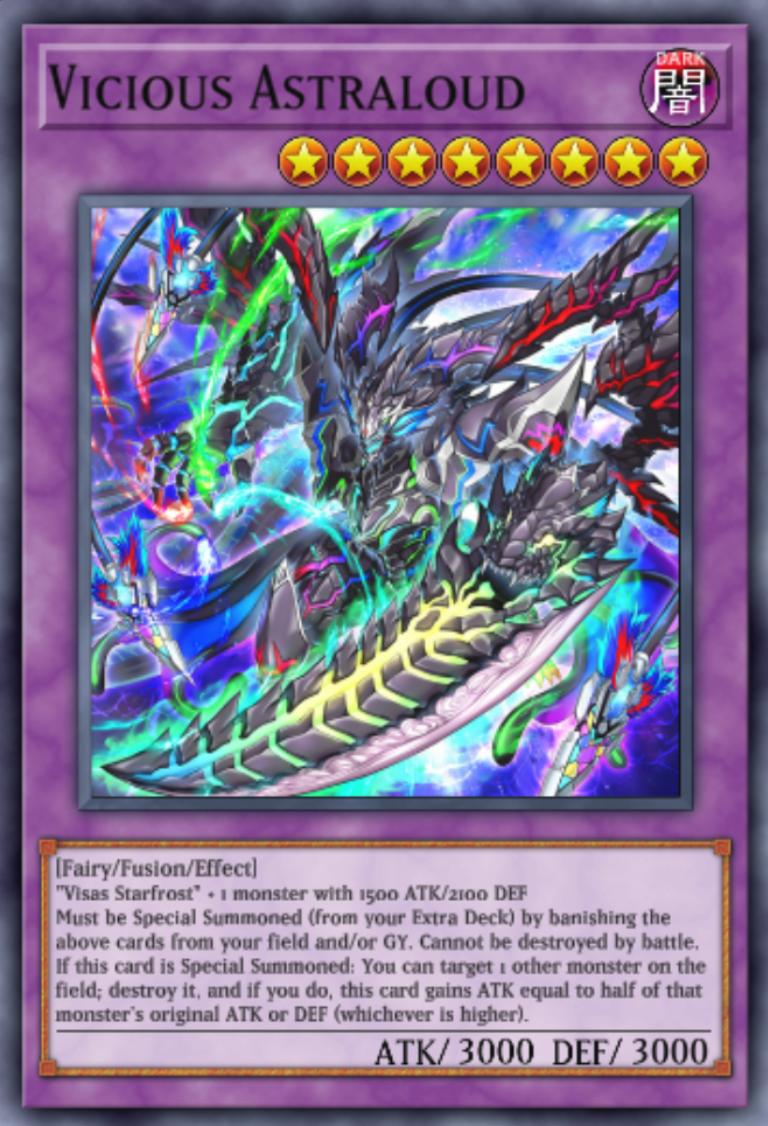 Vicious Astraloud
DARK
闇
[Fairy/Fusion/Effect]
"Visas Starfrost" + 1 monster with 1500 ATK/2100 DEF
Must be Special Summoned (from your Extra Deck) by banishing the
above cards from your field and/or GY. Cannot be destroyed by battle.
If this card is Special Summoned: You can target 1 other monster on the
field; destroy it, and if you do, this card gains ATK equal to half of that
monster's original ATK or DEF (whichever is higher).
ATK/ 3000 DEF/ 3000